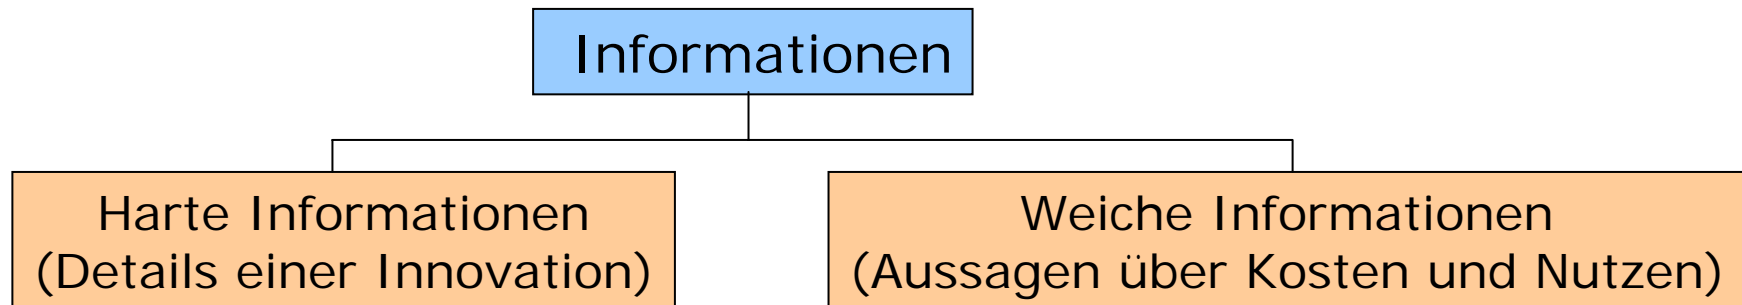 Informationen
Harte Informationen
(Details einer Innovation)
Weiche Informationen
(Aussagen über Kosten und Nutzen)